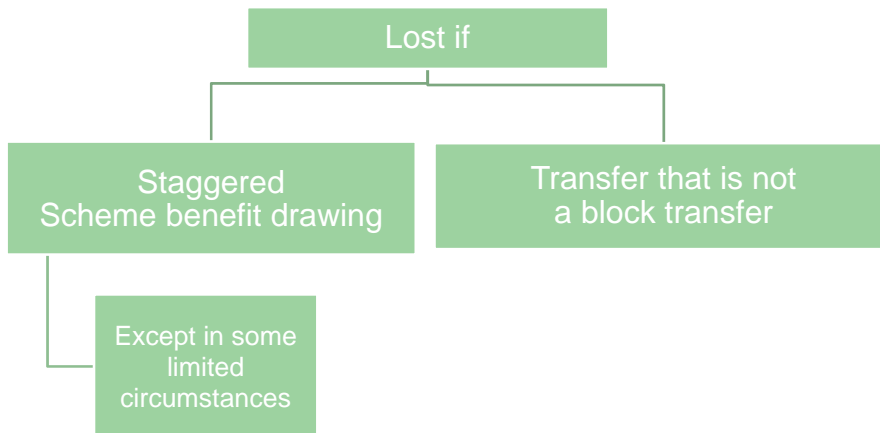 Lost if
Staggered
Scheme benefit drawing
Transfer that is not
a block transfer
Except in some
limited
circumstances